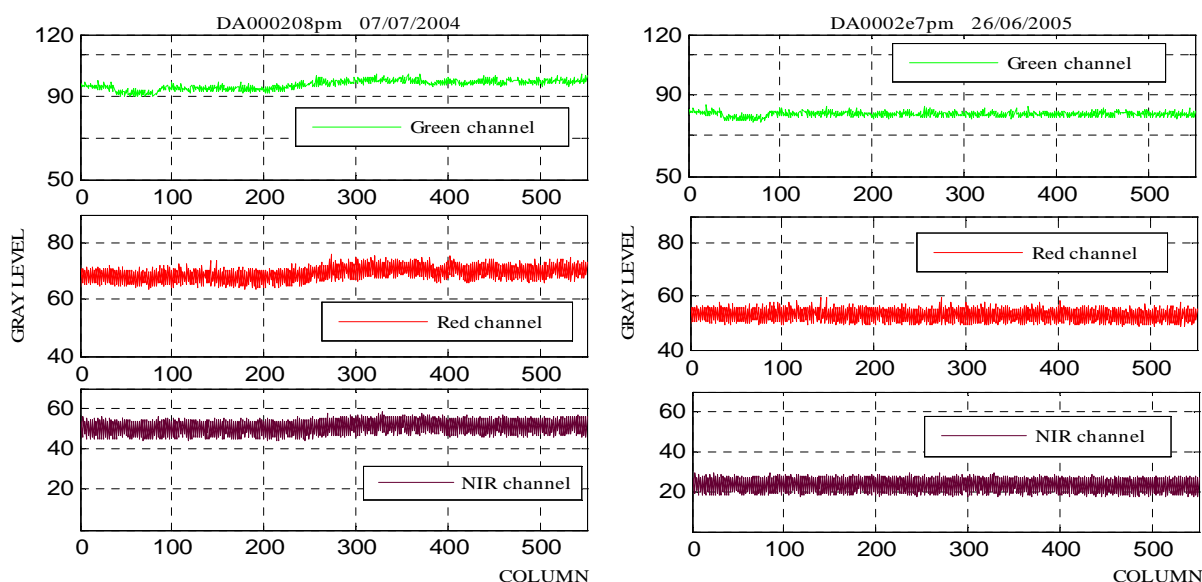 DA000208pm 07/07/2004
120
90
50
Green channel
0 100 200 300 400 500
80
60
40
Red channel
GRAY LEVEL
0 100 200 300 400 500
60
40
20
NIR channel
0 100 200 300 400 500
COLUMN
DA0002e7pm 26/06/2005
120
90
50
Green channel
0 100 200 300 400 500
80
60
40
Red channel
GRAY LEVEL
0 100 200 300 400 500
60
40
20
NIR channel
0 100 200 300 400 500
COLUMN